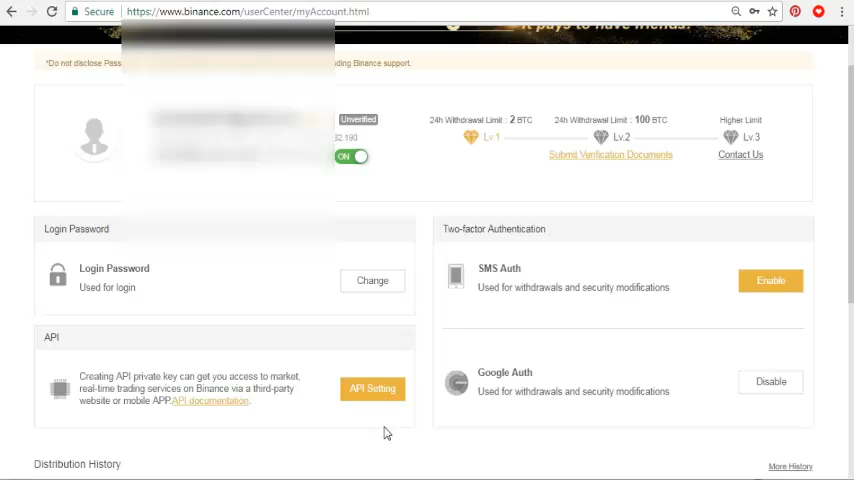 Secure
https://www.binance.com/userCenter/myAccount.html
it pays to have friends!
*Do not disclose Pass
ding Binance support.
Unverified
32.190
ON
24h Withdrawal Limit : 2 BTC
24h Withdrawal Limit : 100 BTC
Higher Limit
Lv.1
Lv.2
Lv.3
Submit Verification Documents
Contact Us
Login Password
Login Password
Used for login
Change
API
Creating API private key can get you access to market,
real-time trading services on Binance via a third-party
website or mobile APP.API documentation.
API Setting
Two-factor Authentication
SMS Auth
Used for withdrawals and security modifications
Enable
Google Auth
Used for withdrawals and security modifications
Disable
Distribution History
More History